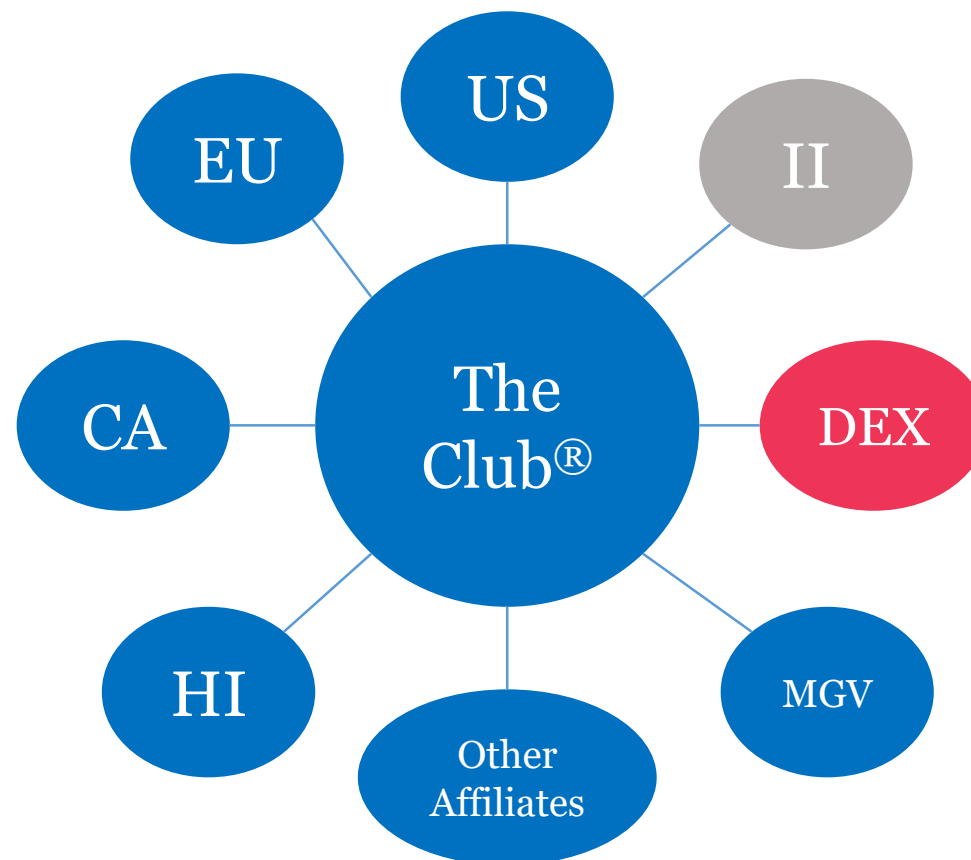 US
EU
II
The
Club®
CA
DEX
HI
MGV
Other
Affiliates